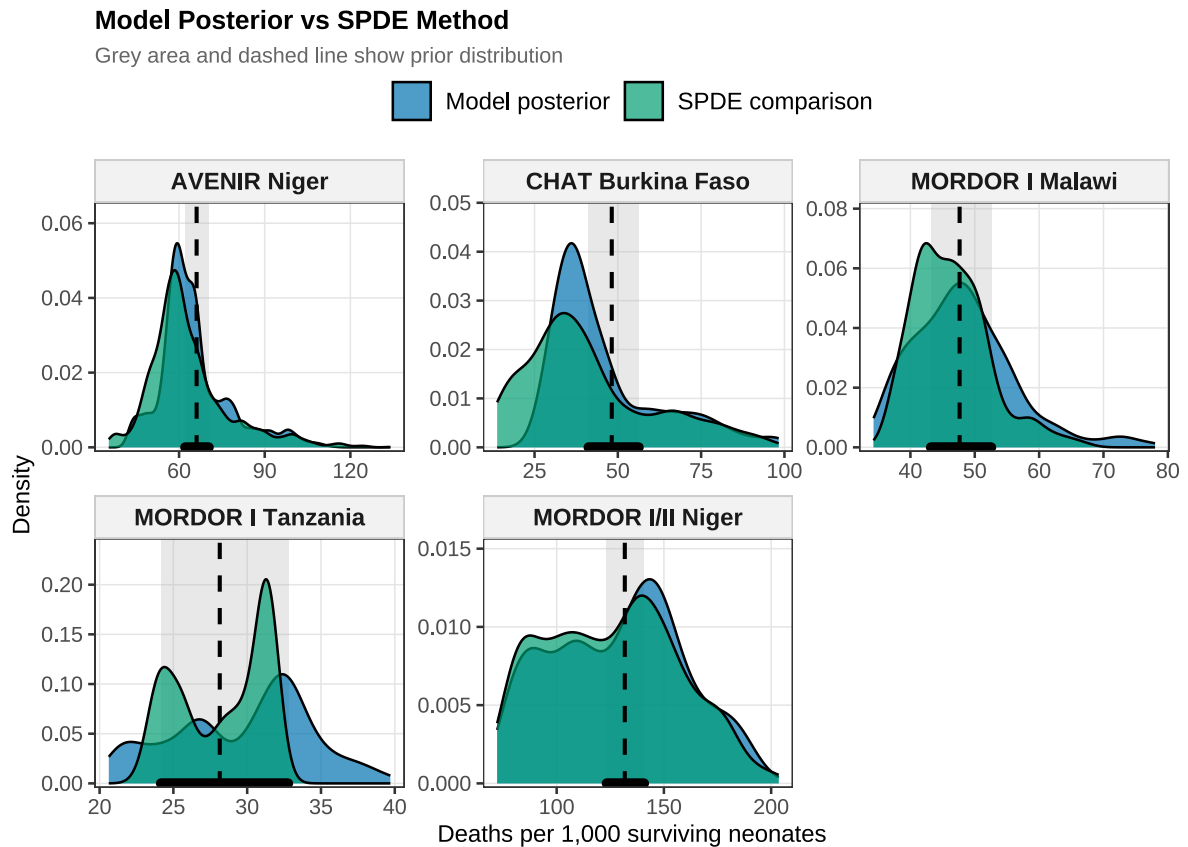 Model Posterior vs SPDE Method
Grey area and dashed line show prior distribution
Model posterior SPDE comparison
AVENIR Niger
0.06
0.04
0.02
0.00
60 90 120
CHAT Burkina Faso
0.05
0.04
0.03
0.02
0.01
0.00
25 50 75 100
MORDOR I Malawi
0.08
0.06
0.04
0.02
0.00
40 50 60 70 80
Density
MORDOR I Tanzania
0.20
0.15
0.10
0.05
0.00
20 25 30 35 40
MORDOR I/II Niger
0.015
0.010
0.005
0.000
100 150 200
Deaths per 1,000 surviving neonates